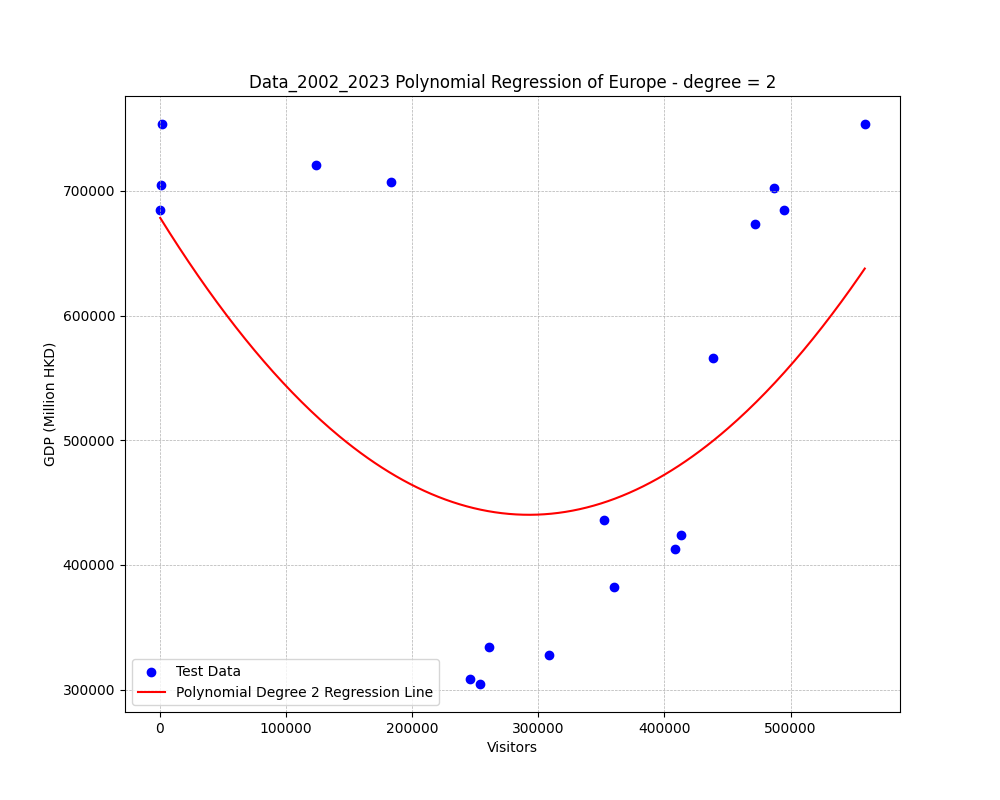 Data_2002_2023 Polynomial Regression of Europe - degree = 2
GDP (Million HKD)
700000
600000
500000
400000
300000
Test Data
Polynomial Degree 2 Regression Line
0 100000 200000 300000 400000 500000
Visitors